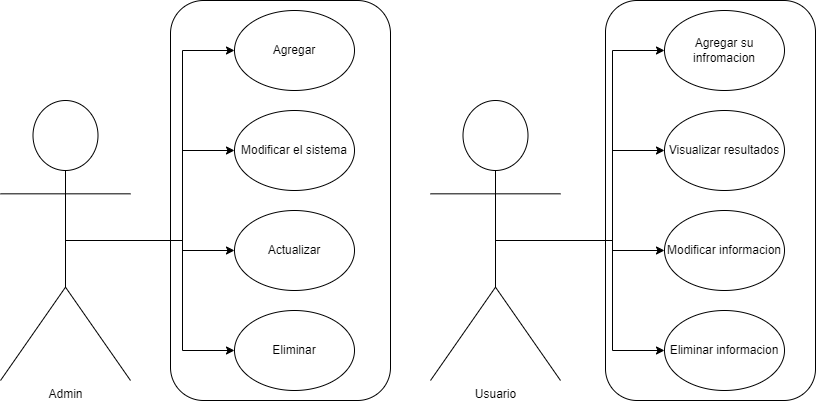 Agregar
Modificar el sistema
Actualizar
Eliminar
Admin
Agregar su
infromacion
Visualizar resultados
Modificar informacion
Eliminar informacion
Usuario